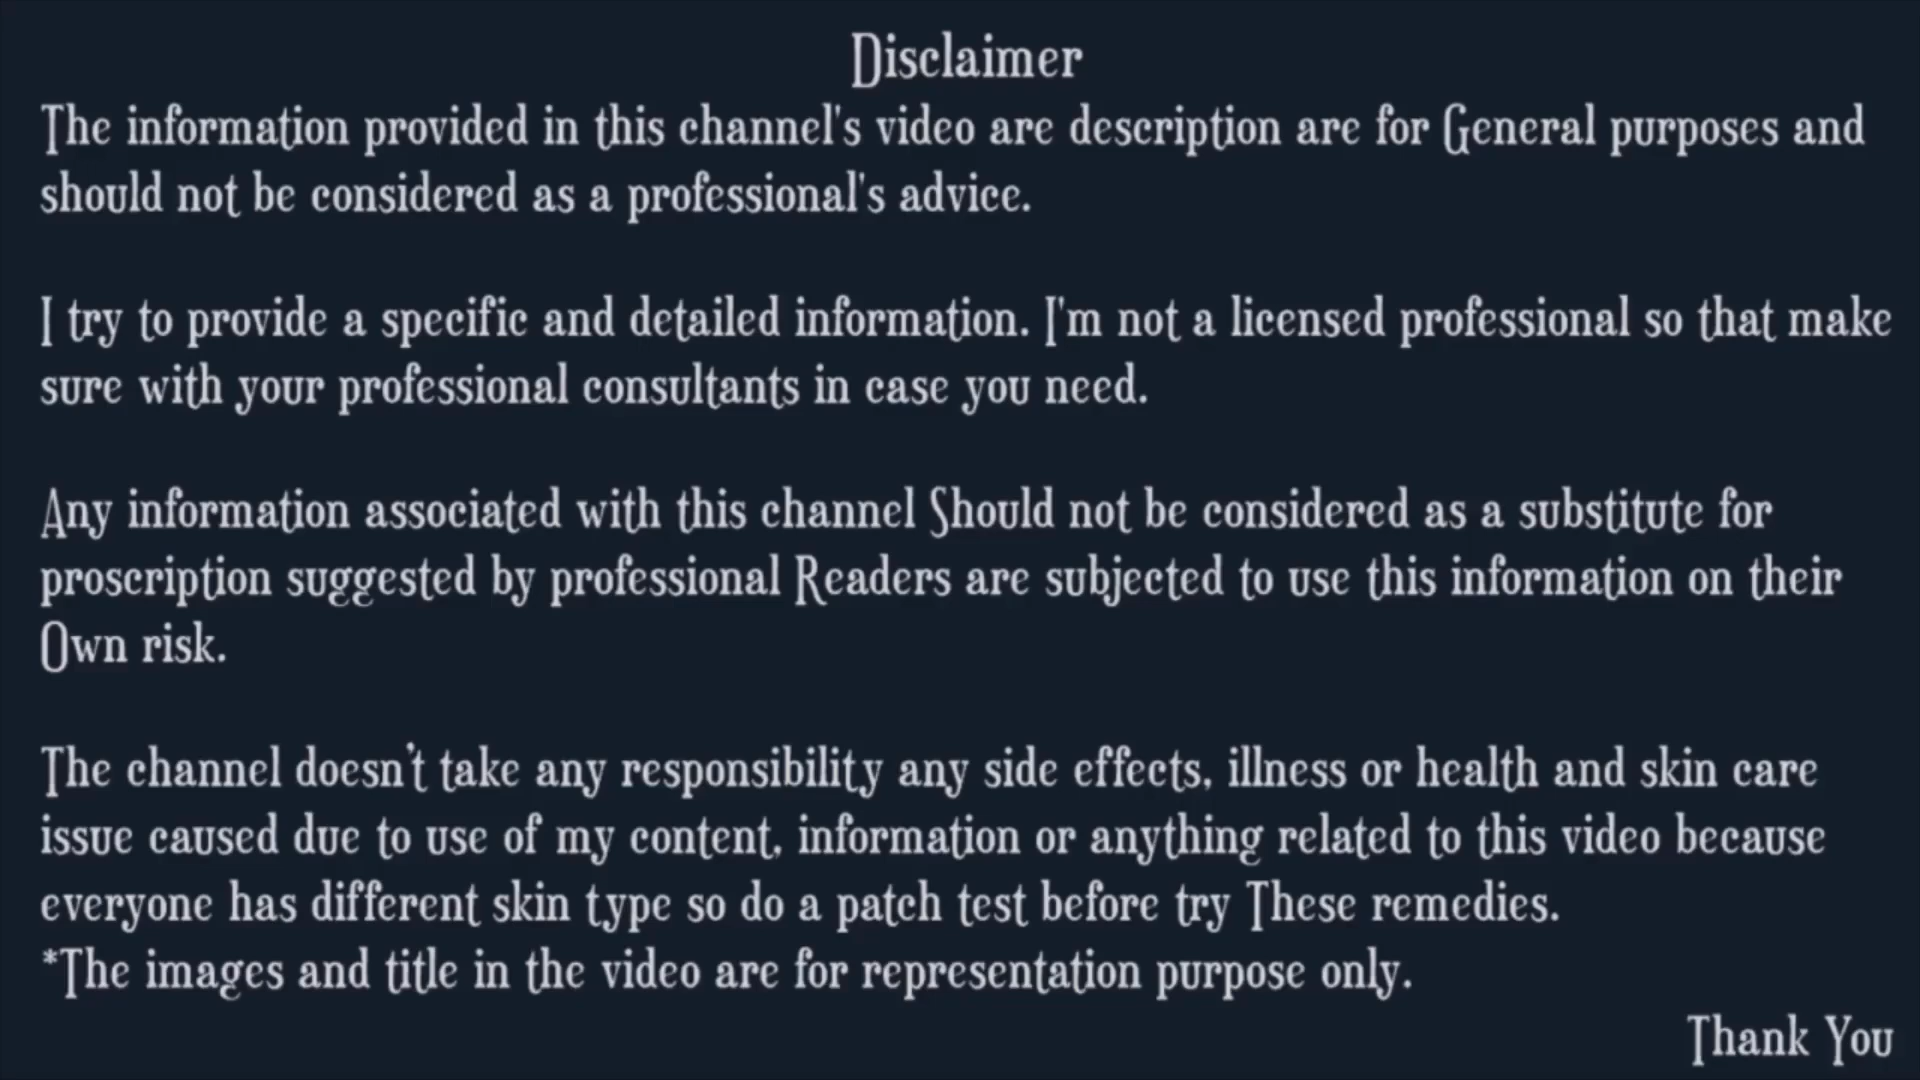 Disclaimer
The information provided in this channel's video are description are for General purposes and
should not be considered as a professional's advice.
I try to provide a specific and detailed information. I'm not a licensed professional so that make
sure with your professional consultants in case you need.
Any information associated with this channel Should not be considered as a substitute for
proscription suggested by professional Readers are subjected to use this information on their
Own risk.
The channel doesn't take any responsibility any side effects, illness or health and skin care
issue caused due to use of my content, information or anything related to this video because
everyone has different skin type so do a patch test before try These remedies.
*The images and title in the video are for representation purpose only.
Thank You